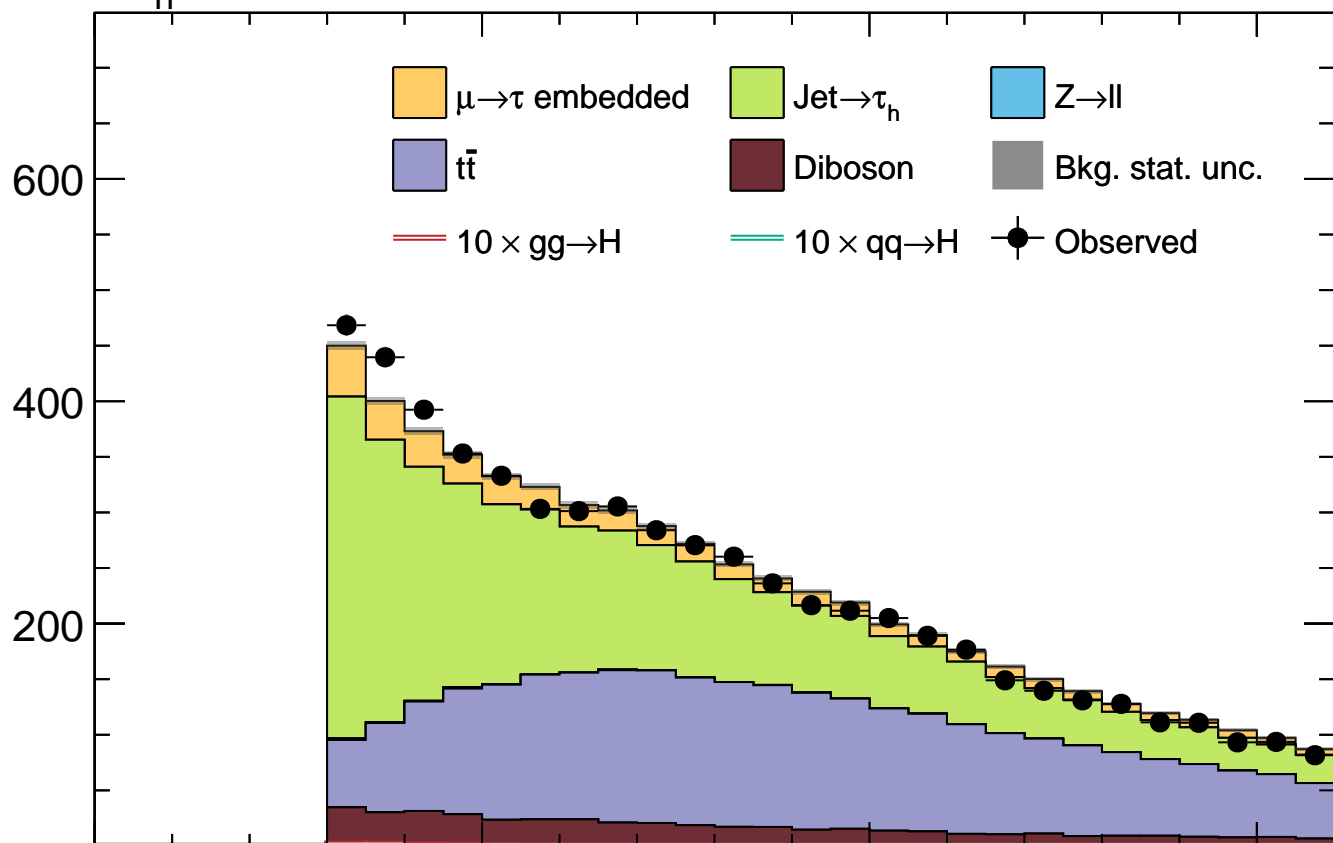 μ→τ embedded Jet→τh Z→ll
tt̄ Diboson Bkg. stat. unc.
10 × gg→H 10 × qq→H Observed
600
400
200